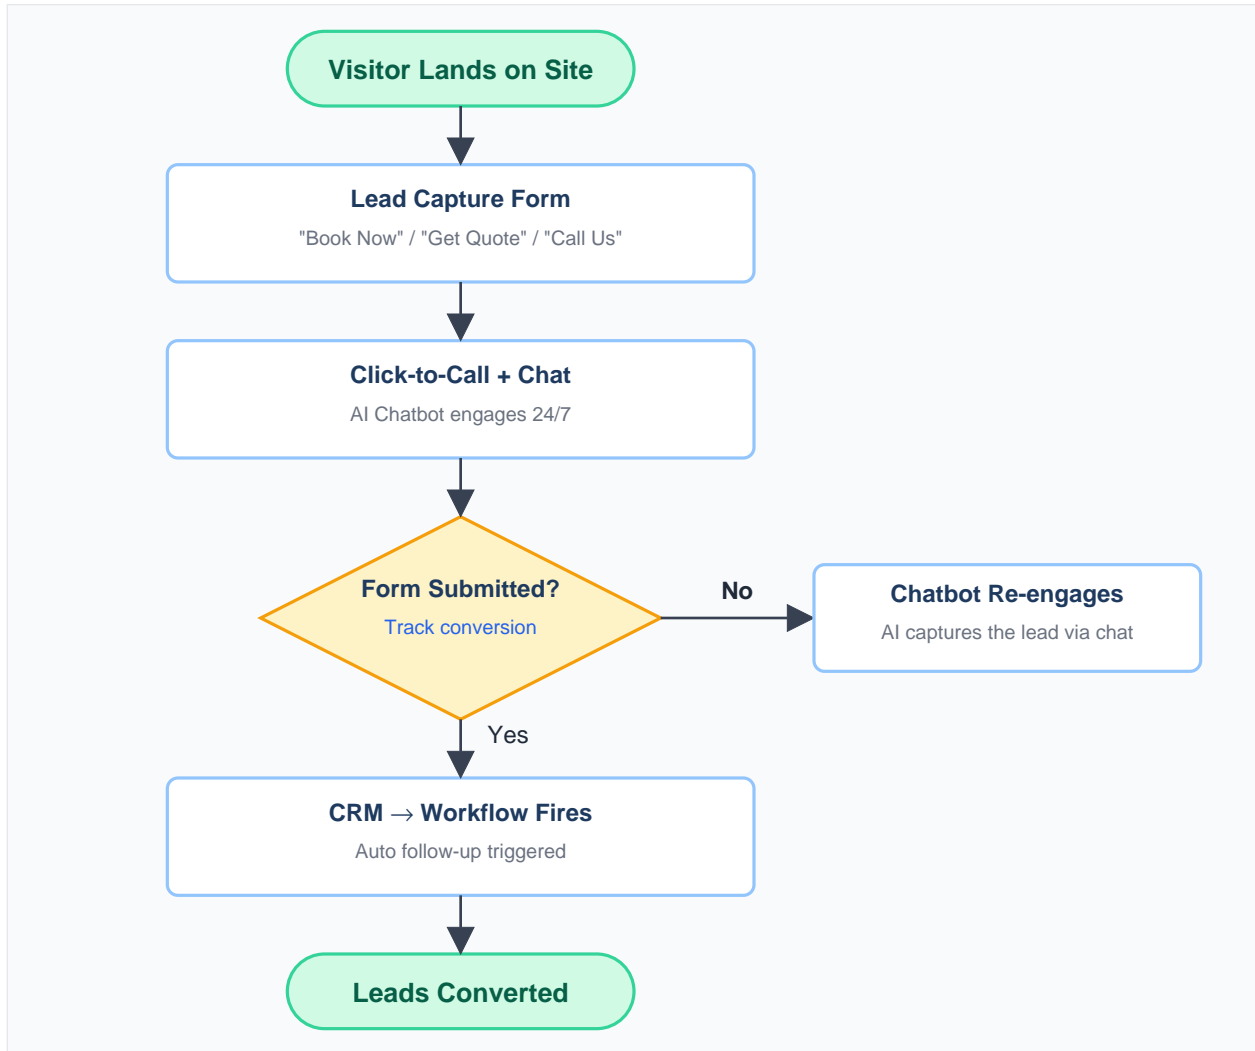 Visitor Lands on Site
Lead Capture Form
"Book Now" / "Get Quote" / "Call Us"
Click-to-Call + Chat
AI Chatbot engages 24/7
Form Submitted?
Track conversion
No
Chatbot Re-engages
AI captures the lead via chat
Yes
CRM → Workflow Fires
Auto follow-up triggered
Leads Converted